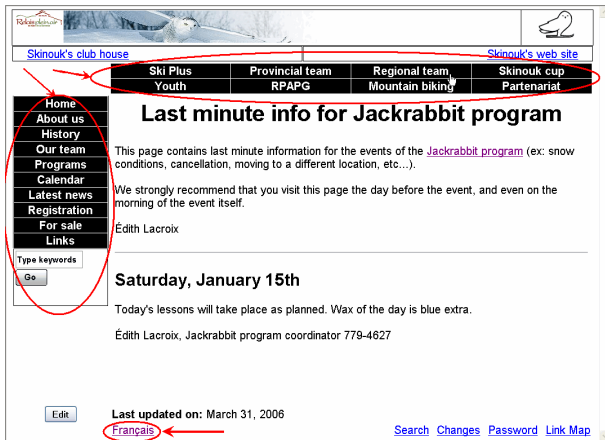 Skinouk's club house
Skinouk's web site
Ski Plus Provincial team Regional team Skinouk cup
Youth RPAPG Mountain biking Partenariat
Home
About us
History
Our team
Programs
Calendar
Latest news
Registration
For sale
Links
Type keywords
Go
Last minute info for Jackrabbit program
This page contains last minute information for the events of the Jackrabbit program (ex: snow
conditions, cancellation, moving to a different location, etc...).
We strongly recommend that you visit this page the day before the event, and even on the
morning of the event itself.
Édith Lacroix
Saturday, January 15th
Today's lessons will take place as planned. Wax of the day is blue extra.
Édith Lacroix, Jackrabbit program coordinator 779-4627
Edit
Last updated on: March 31, 2006
Français
Search Changes Password Link Map